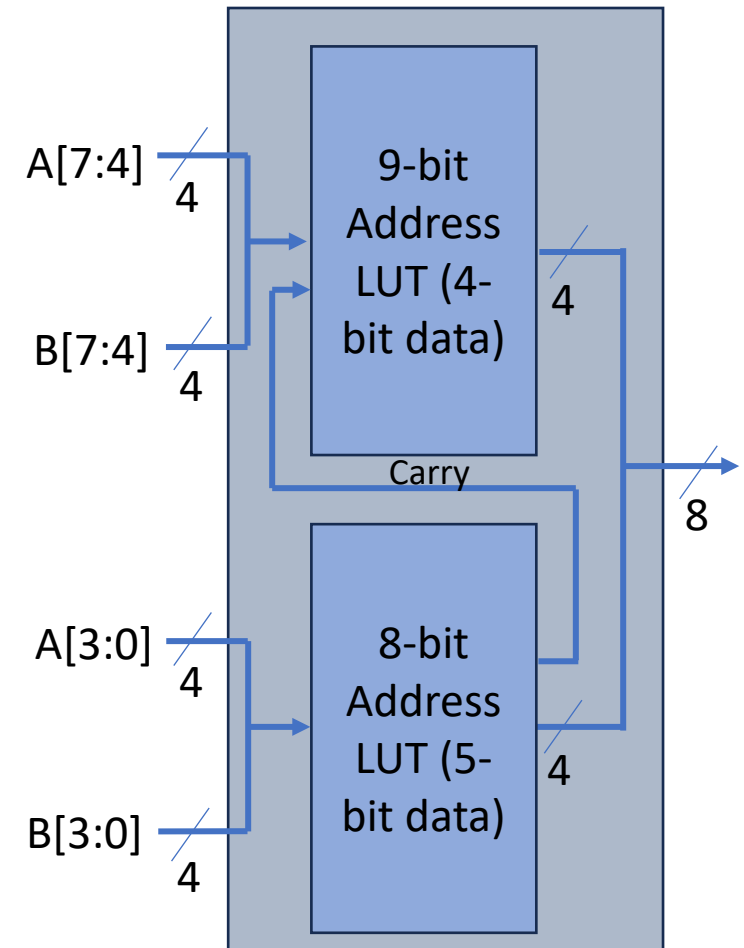 A[7:4]
4
B[7:4]
4
9-bit
Address
LUT (4-
bit data)
4
Carry
8
A[3:0]
4
B[3:0]
4
8-bit
Address
LUT (5-
bit data)
4